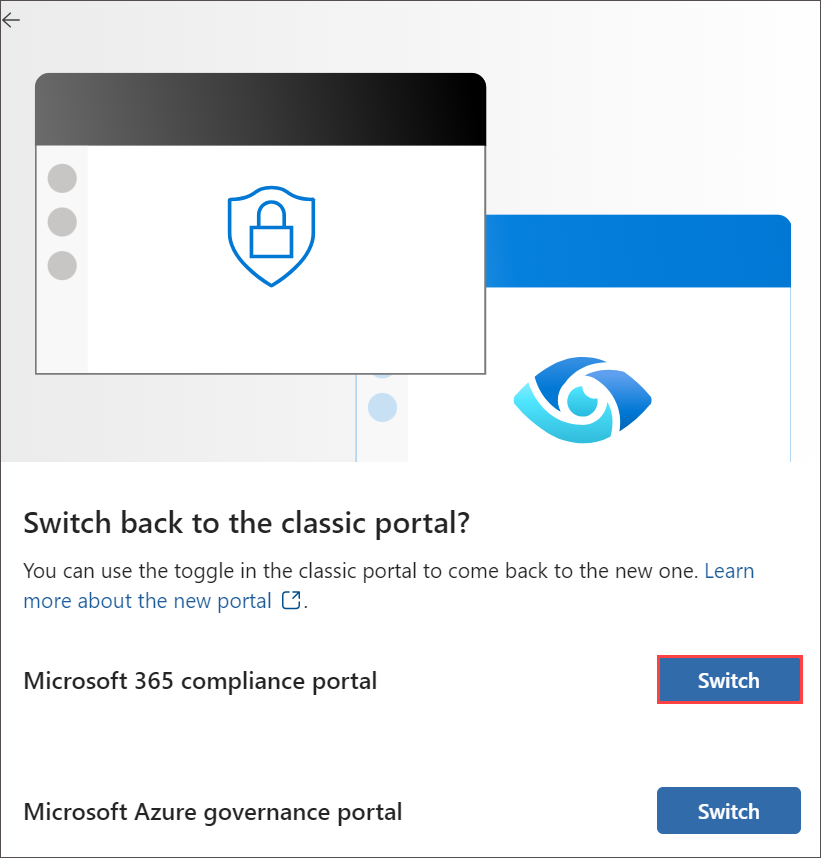 Switch back to the classic portal?
You can use the toggle in the classic portal to come back to the new one. Learn
more about the new portal .
Microsoft 365 compliance portal
Switch
Microsoft Azure governance portal
Switch